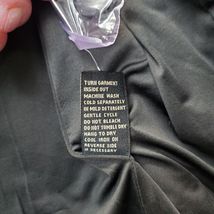 TURN GARMENT
INSIDE OUT
MACHINE WASH
COLD SEPARATELY
IN MILD DETERGENT
GENTLE CYCLE
DO NOT BLEACH
DO NOT TUMBLE DRY
HANG TO DRY
COOL IRON ON
REVERSE SIDE
IF NECESSARY